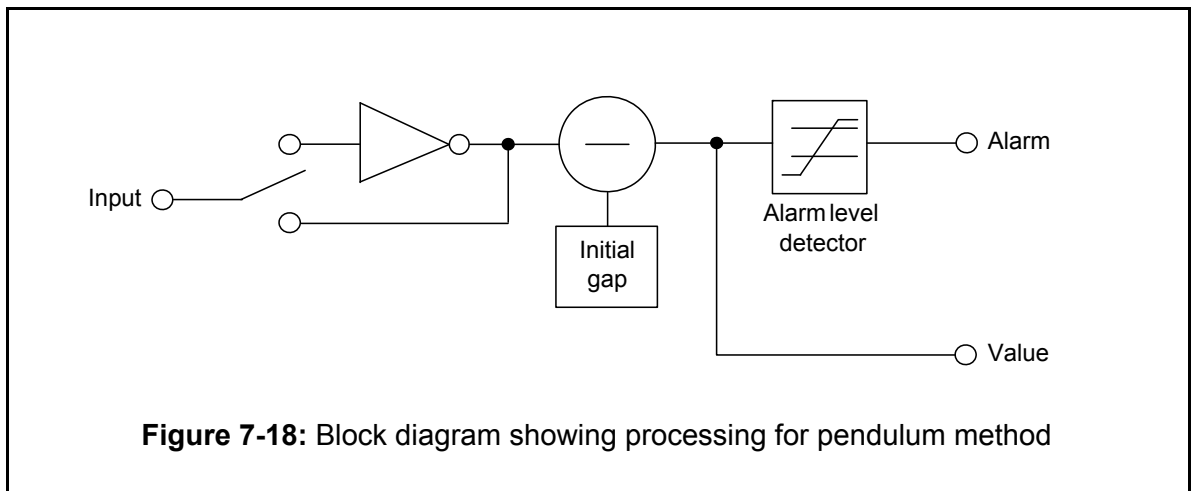 Input
Initial
gap
Alarm level
detector
Alarm
Value
Figure 7-18: Block diagram showing processing for pendulum method